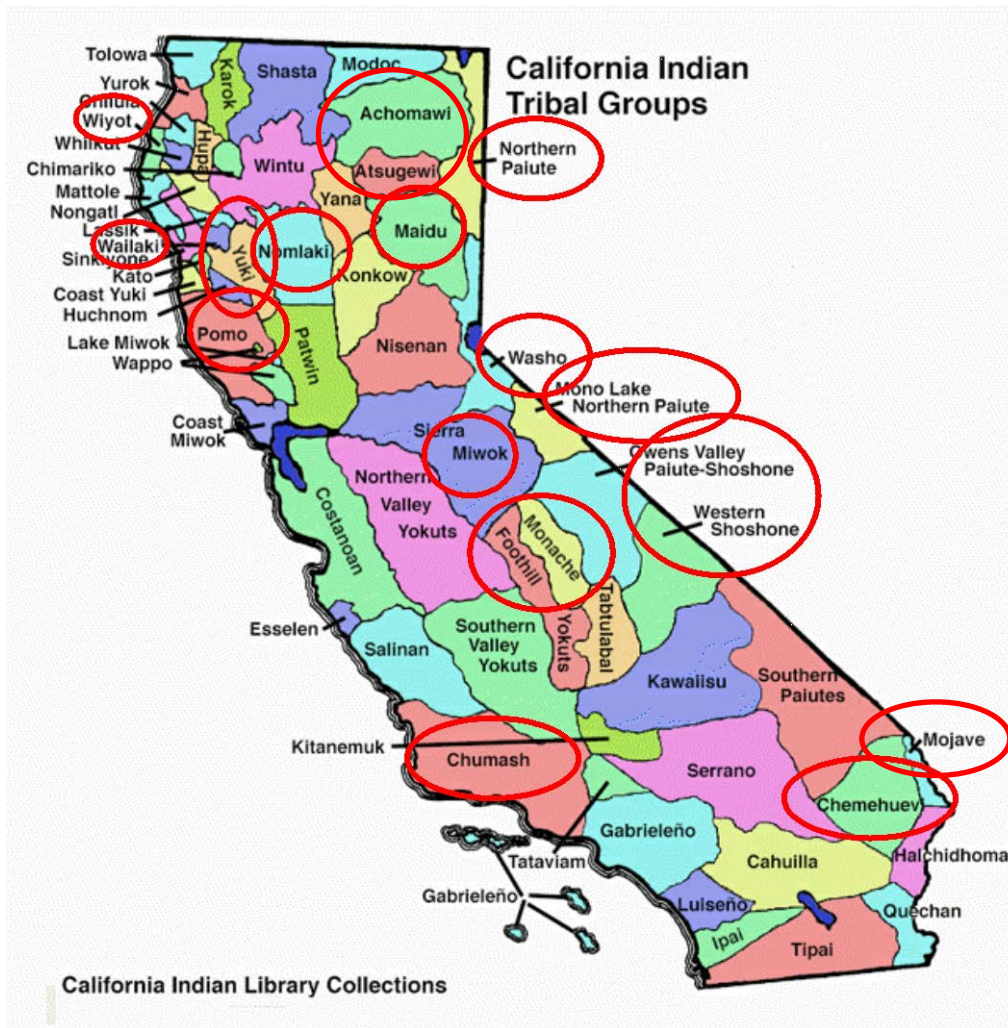 California Indian
Tribal Groups
Tolowa
Yurok
Chilula
Wiyot
Whilkut
Chimariko
Mattole
Nongatl
Lassik
Wailaki
Sinkiyone
Kato
Coast Yuki
Huchnom
Lake Miwok
Wappo
Coast
Miwok
Karok
Shasta
Modoc
Achomawi
Hupa
Wintu
Atsugewi
Northern
Paiute
Yana
Maidu
Yuki
Nomlaki
Konkow
Pomo
Patwin
Nisenan
Washo
Mono Lake
Northern Paiute
Sierra
Miwok
Owens Valley
Paiute-Shoshone
Northern
Valley
Yokuts
Western
Shoshone
Costanoan
Foothill
Yokuts
Monache
Tabtulabal
Esselen
Salinan
Southern
Valley
Yokuts
Kawaiisu
Southern
Paiutes
Kitanemuk
Chumash
Serrano
Mojave
Chemehuevi
Gabrieleño
Tataviam
Cahuilla
Halchidhoma
Gabrieleño
Luiseño
Quechan
Ipai
Tipai
California Indian Library Collections